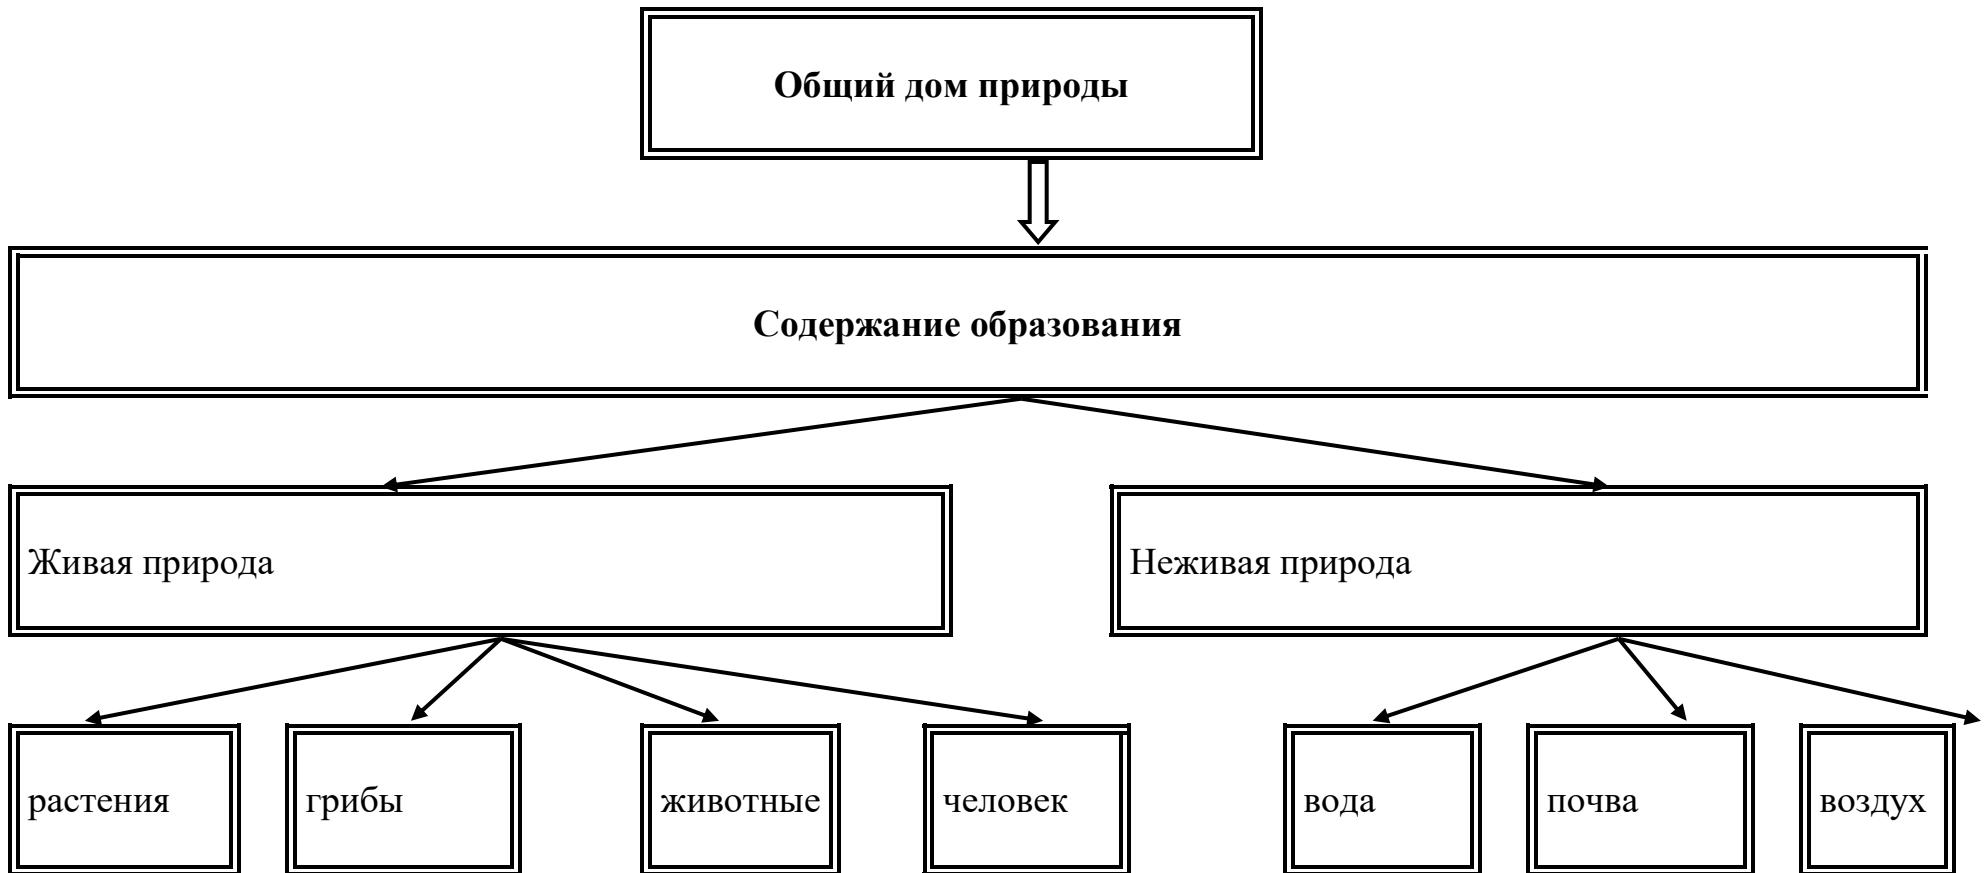 Общий дом природы
Содержание образования
Живая природа
Неживая природа
растения
грибы
животные
человек
вода
почва
воздух